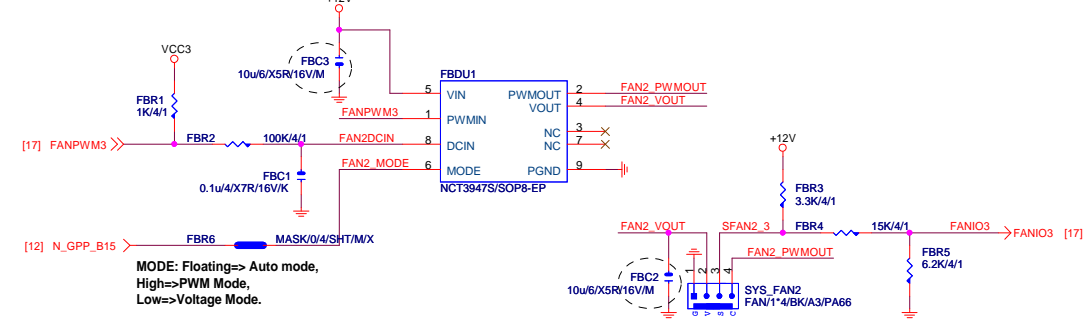 +12V
VCC3
FBC3
10u/6/X5R/16V/M
FBDU1
FBR1
1K/4/1
5
VIN
PWMOUT
2
FAN2_PWMOUT
VOUT
4
FAN2_VOUT
FANPWM3
1
PWMIN
NC
3
[17] FANPWM3
FBR2
100K/4/1
FAN2DCIN
8
DCIN
NC
7
+12V
FAN2_MODE
6
MODE
PGND
9
FBC1
0.1u/4/X7R/16V/K
NCT3947S/SOP8-EP
FBR3
3.3K/4/1
FAN2_VOUT
SFAN2_3
FBR4
15K/4/1
FANIO3
FANIO3 [17]
[12] N_GPP_B15
FBR6
MASK/0/4/SHT/M/X
FAN2_PWMOUT
MODE: Floating=> Auto mode,
High=>PWM Mode,
Low=>Voltage Mode.
FBC2
10u/6/X5R/16V/M
1
2
3
4
FBR5
6.2K/4/1
G
V
S
C
SYS_FAN2
FAN/1*4/BK/A3/PA66